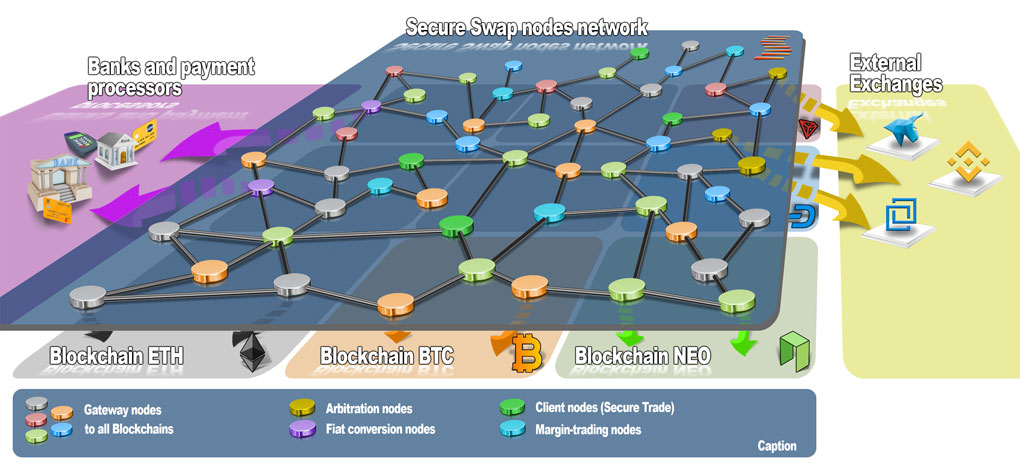 Secure Swap nodes network
Banks and payment
processors
External
Exchanges
BANK
Blockchain ETH
Blockchain BTC
Blockchain NEO
Gateway nodes
to all Blockchains
Arbitration nodes
Fiat conversion nodes
Client nodes (Secure Trade)
Margin-trading nodes
Caption